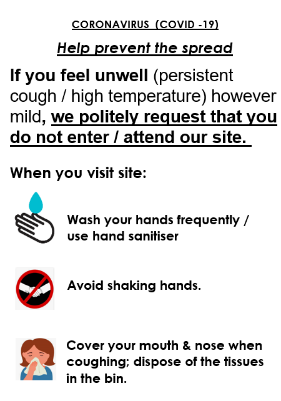 CORONAVIRUS (COVID -19)
Help prevent the spread
If you feel unwell (persistent
cough / high temperature) however
mild, we politely request that you
do not enter / attend our site.
When you visit site:
Wash your hands frequently /
use hand sanitiser
Avoid shaking hands.
Cover your mouth & nose when
coughing; dispose of the tissues
in the bin.